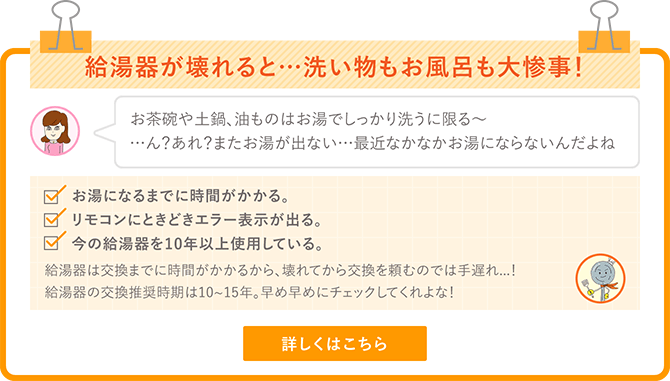 給湯器が壊れると…洗い物もお風呂も大惨事！
お茶碗や土鍋、油ものはお湯でしっかり洗うに限る〜
…ん？あれ？またお湯が出ない…最近なかなかお湯にならないんだよね
お湯になるまでに時間がかかる。
リモコンにときどきエラー表示が出る。
今の給湯器を10年以上使用している。
給湯器は交換までに時間がかかるから、壊れてから交換を頼むのでは手遅れ...！
給湯器の交換推奨時期は10~15年。早め早めにチェックしてくれよな！
詳しくはこちら